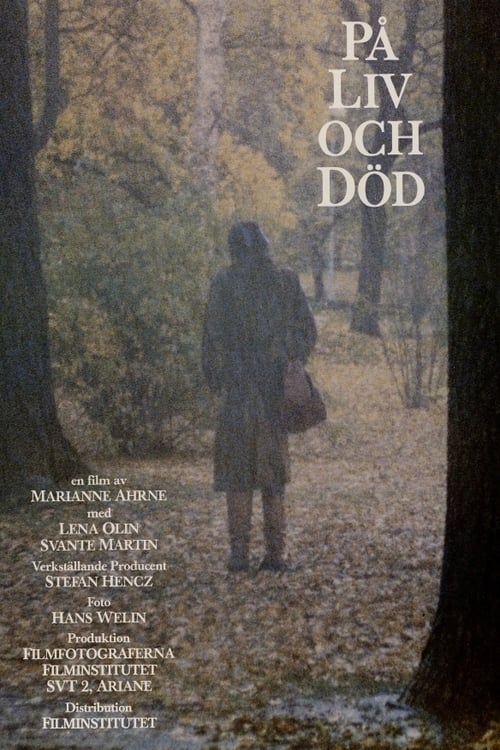 PÅ
LIV
OCH
DÖD
en film av
MARIANNE AHRNE
med
LENA OLIN
SVANTE MARTIN
Verkställande Producent
STEFAN HENCZ
Foto
HANS WELIN
Produktion
FILMFOTOGRAFERNA
FILMINSTITUTET
SVT 2, ARIANE
Distribution
FILMINSTITUTET